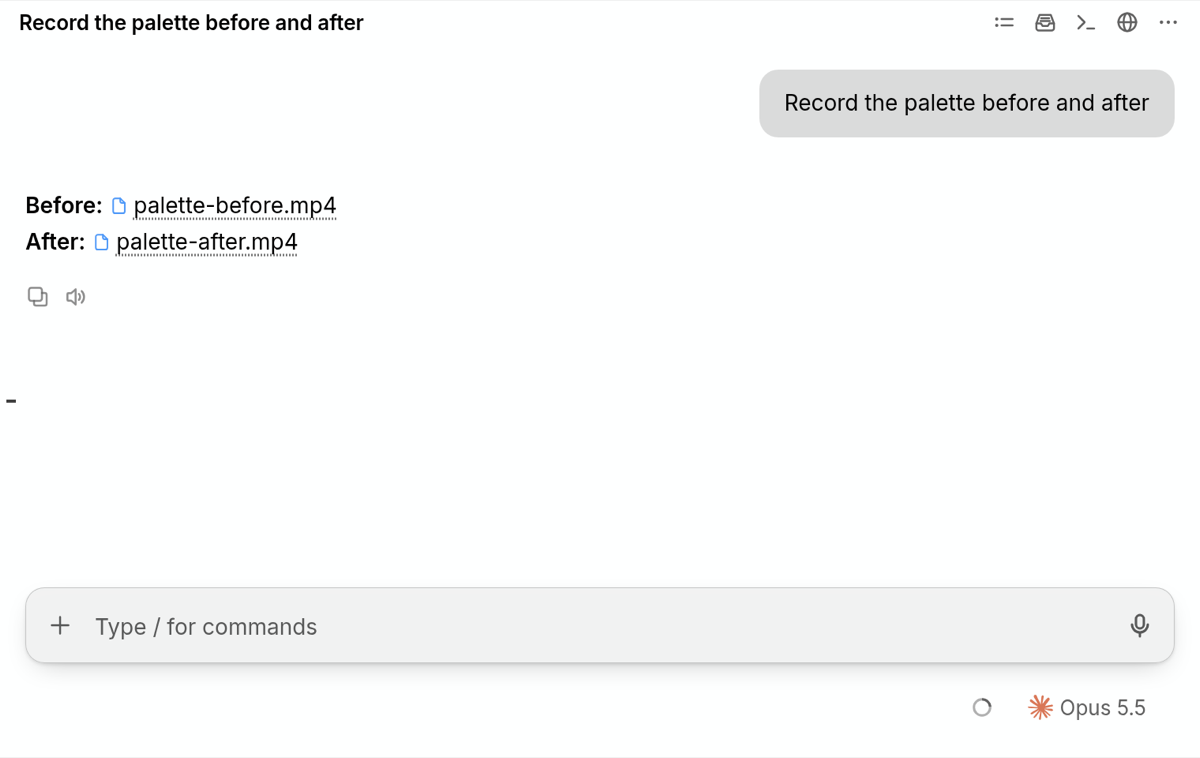 Record the palette before and after
Record the palette before and after
Before: palette-before.mp4
After: palette-after.mp4
Type / for commands
Opus 5.5